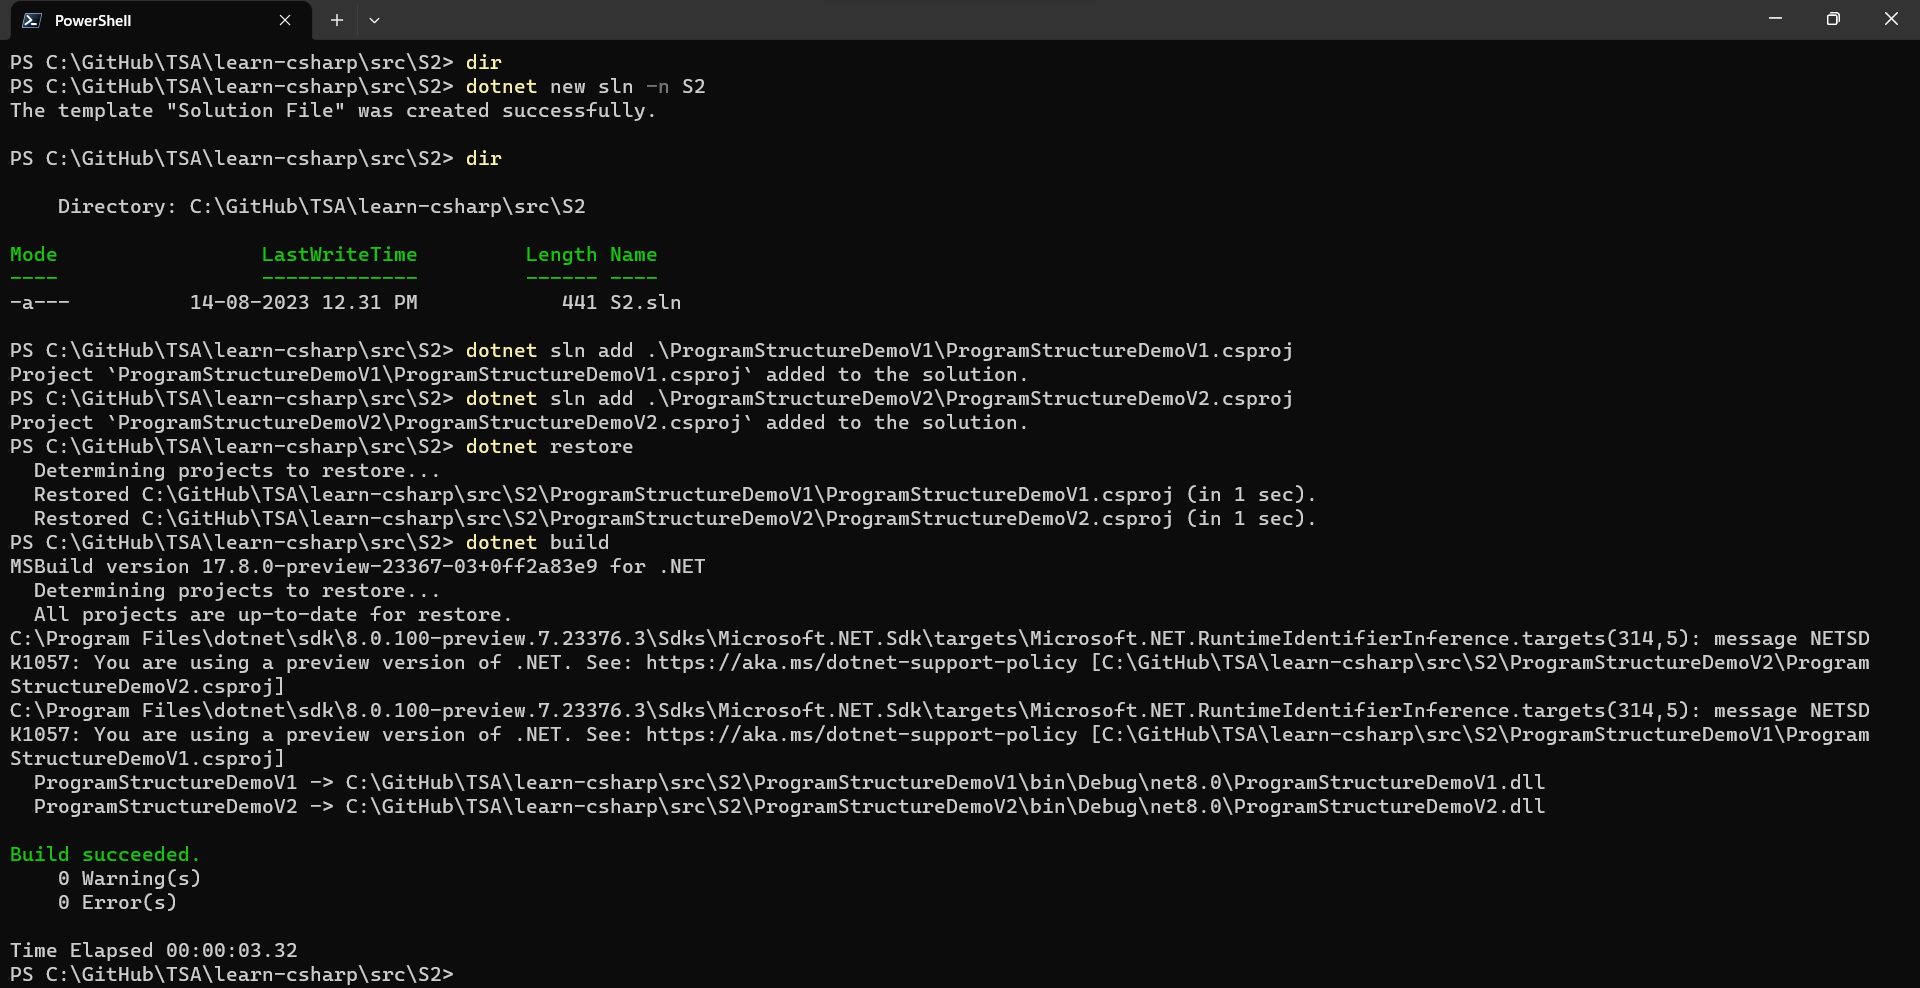 PowerShell
PS C:\GitHub\TSA\learn-csharp\src\S2> dir
PS C:\GitHub\TSA\learn-csharp\src\S2> dotnet new sln -n S2
The template "Solution File" was created successfully.
PS C:\GitHub\TSA\learn-csharp\src\S2> dir
    Directory: C:\GitHub\TSA\learn-csharp\src\S2
Mode                 LastWriteTime         Length Name
----                 -------------         ------ ----
-a---          14-08-2023 12.31 PM            441 S2.sln
PS C:\GitHub\TSA\learn-csharp\src\S2> dotnet sln add .\ProgramStructureDemoV1\ProgramStructureDemoV1.csproj
Project `ProgramStructureDemoV1\ProgramStructureDemoV1.csproj` added to the solution.
PS C:\GitHub\TSA\learn-csharp\src\S2> dotnet sln add .\ProgramStructureDemoV2\ProgramStructureDemoV2.csproj
Project `ProgramStructureDemoV2\ProgramStructureDemoV2.csproj` added to the solution.
PS C:\GitHub\TSA\learn-csharp\src\S2> dotnet restore
  Determining projects to restore...
  Restored C:\GitHub\TSA\learn-csharp\src\S2\ProgramStructureDemoV1\ProgramStructureDemoV1.csproj (in 1 sec).
  Restored C:\GitHub\TSA\learn-csharp\src\S2\ProgramStructureDemoV2\ProgramStructureDemoV2.csproj (in 1 sec).
PS C:\GitHub\TSA\learn-csharp\src\S2> dotnet build
MSBuild version 17.8.0-preview-23367-03+0ff2a83e9 for .NET
  Determining projects to restore...
  All projects are up-to-date for restore.
C:\Program Files\dotnet\sdk\8.0.100-preview.7.23376.3\Sdks\Microsoft.NET.Sdk\targets\Microsoft.NET.RuntimeIdentifierInference.targets(314,5): message NETSD
K1057: You are using a preview version of .NET. See: https://aka.ms/dotnet-support-policy [C:\GitHub\TSA\learn-csharp\src\S2\ProgramStructureDemoV2\Program
StructureDemoV2.csproj]
C:\Program Files\dotnet\sdk\8.0.100-preview.7.23376.3\Sdks\Microsoft.NET.Sdk\targets\Microsoft.NET.RuntimeIdentifierInference.targets(314,5): message NETSD
K1057: You are using a preview version of .NET. See: https://aka.ms/dotnet-support-policy [C:\GitHub\TSA\learn-csharp\src\S2\ProgramStructureDemoV1\Program
StructureDemoV1.csproj]
  ProgramStructureDemoV1 -> C:\GitHub\TSA\learn-csharp\src\S2\ProgramStructureDemoV1\bin\Debug\net8.0\ProgramStructureDemoV1.dll
  ProgramStructureDemoV2 -> C:\GitHub\TSA\learn-csharp\src\S2\ProgramStructureDemoV2\bin\Debug\net8.0\ProgramStructureDemoV2.dll
Build succeeded.
    0 Warning(s)
    0 Error(s)
Time Elapsed 00:00:03.32
PS C:\GitHub\TSA\learn-csharp\src\S2>